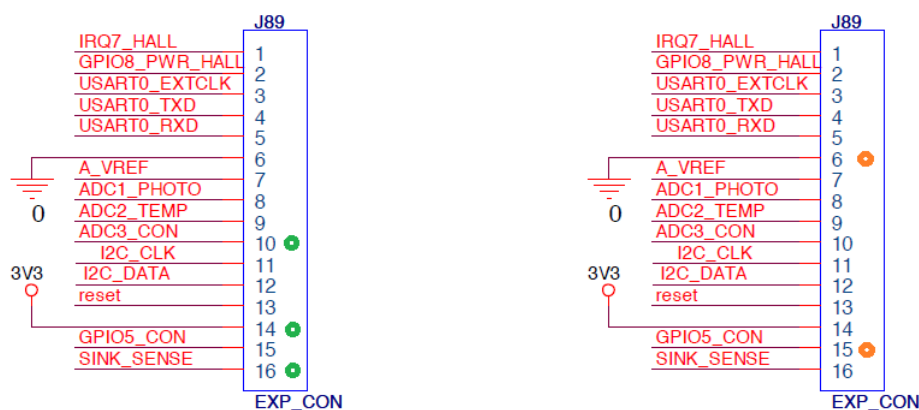 J89
IRQ7_HALL
1
GPIO8_PWR_HALL
2
USART0_EXTCLK
3
USART0_TXD
4
USART0_RXD
5
6
A_VREF
7
0
ADC1_PHOTO
8
ADC2_TEMP
9
ADC3_CON
10
I2C_CLK
11
3V3
I2C_DATA
12
reset
13
14
GPIO5_CON
15
SINK_SENSE
16
EXP_CON
J89
IRQ7_HALL
1
GPIO8_PWR_HALL
2
USART0_EXTCLK
3
USART0_TXD
4
USART0_RXD
5
6
A_VREF
7
0
ADC1_PHOTO
8
ADC2_TEMP
9
ADC3_CON
10
I2C_CLK
11
3V3
I2C_DATA
12
reset
13
14
GPIO5_CON
15
SINK_SENSE
16
EXP_CON